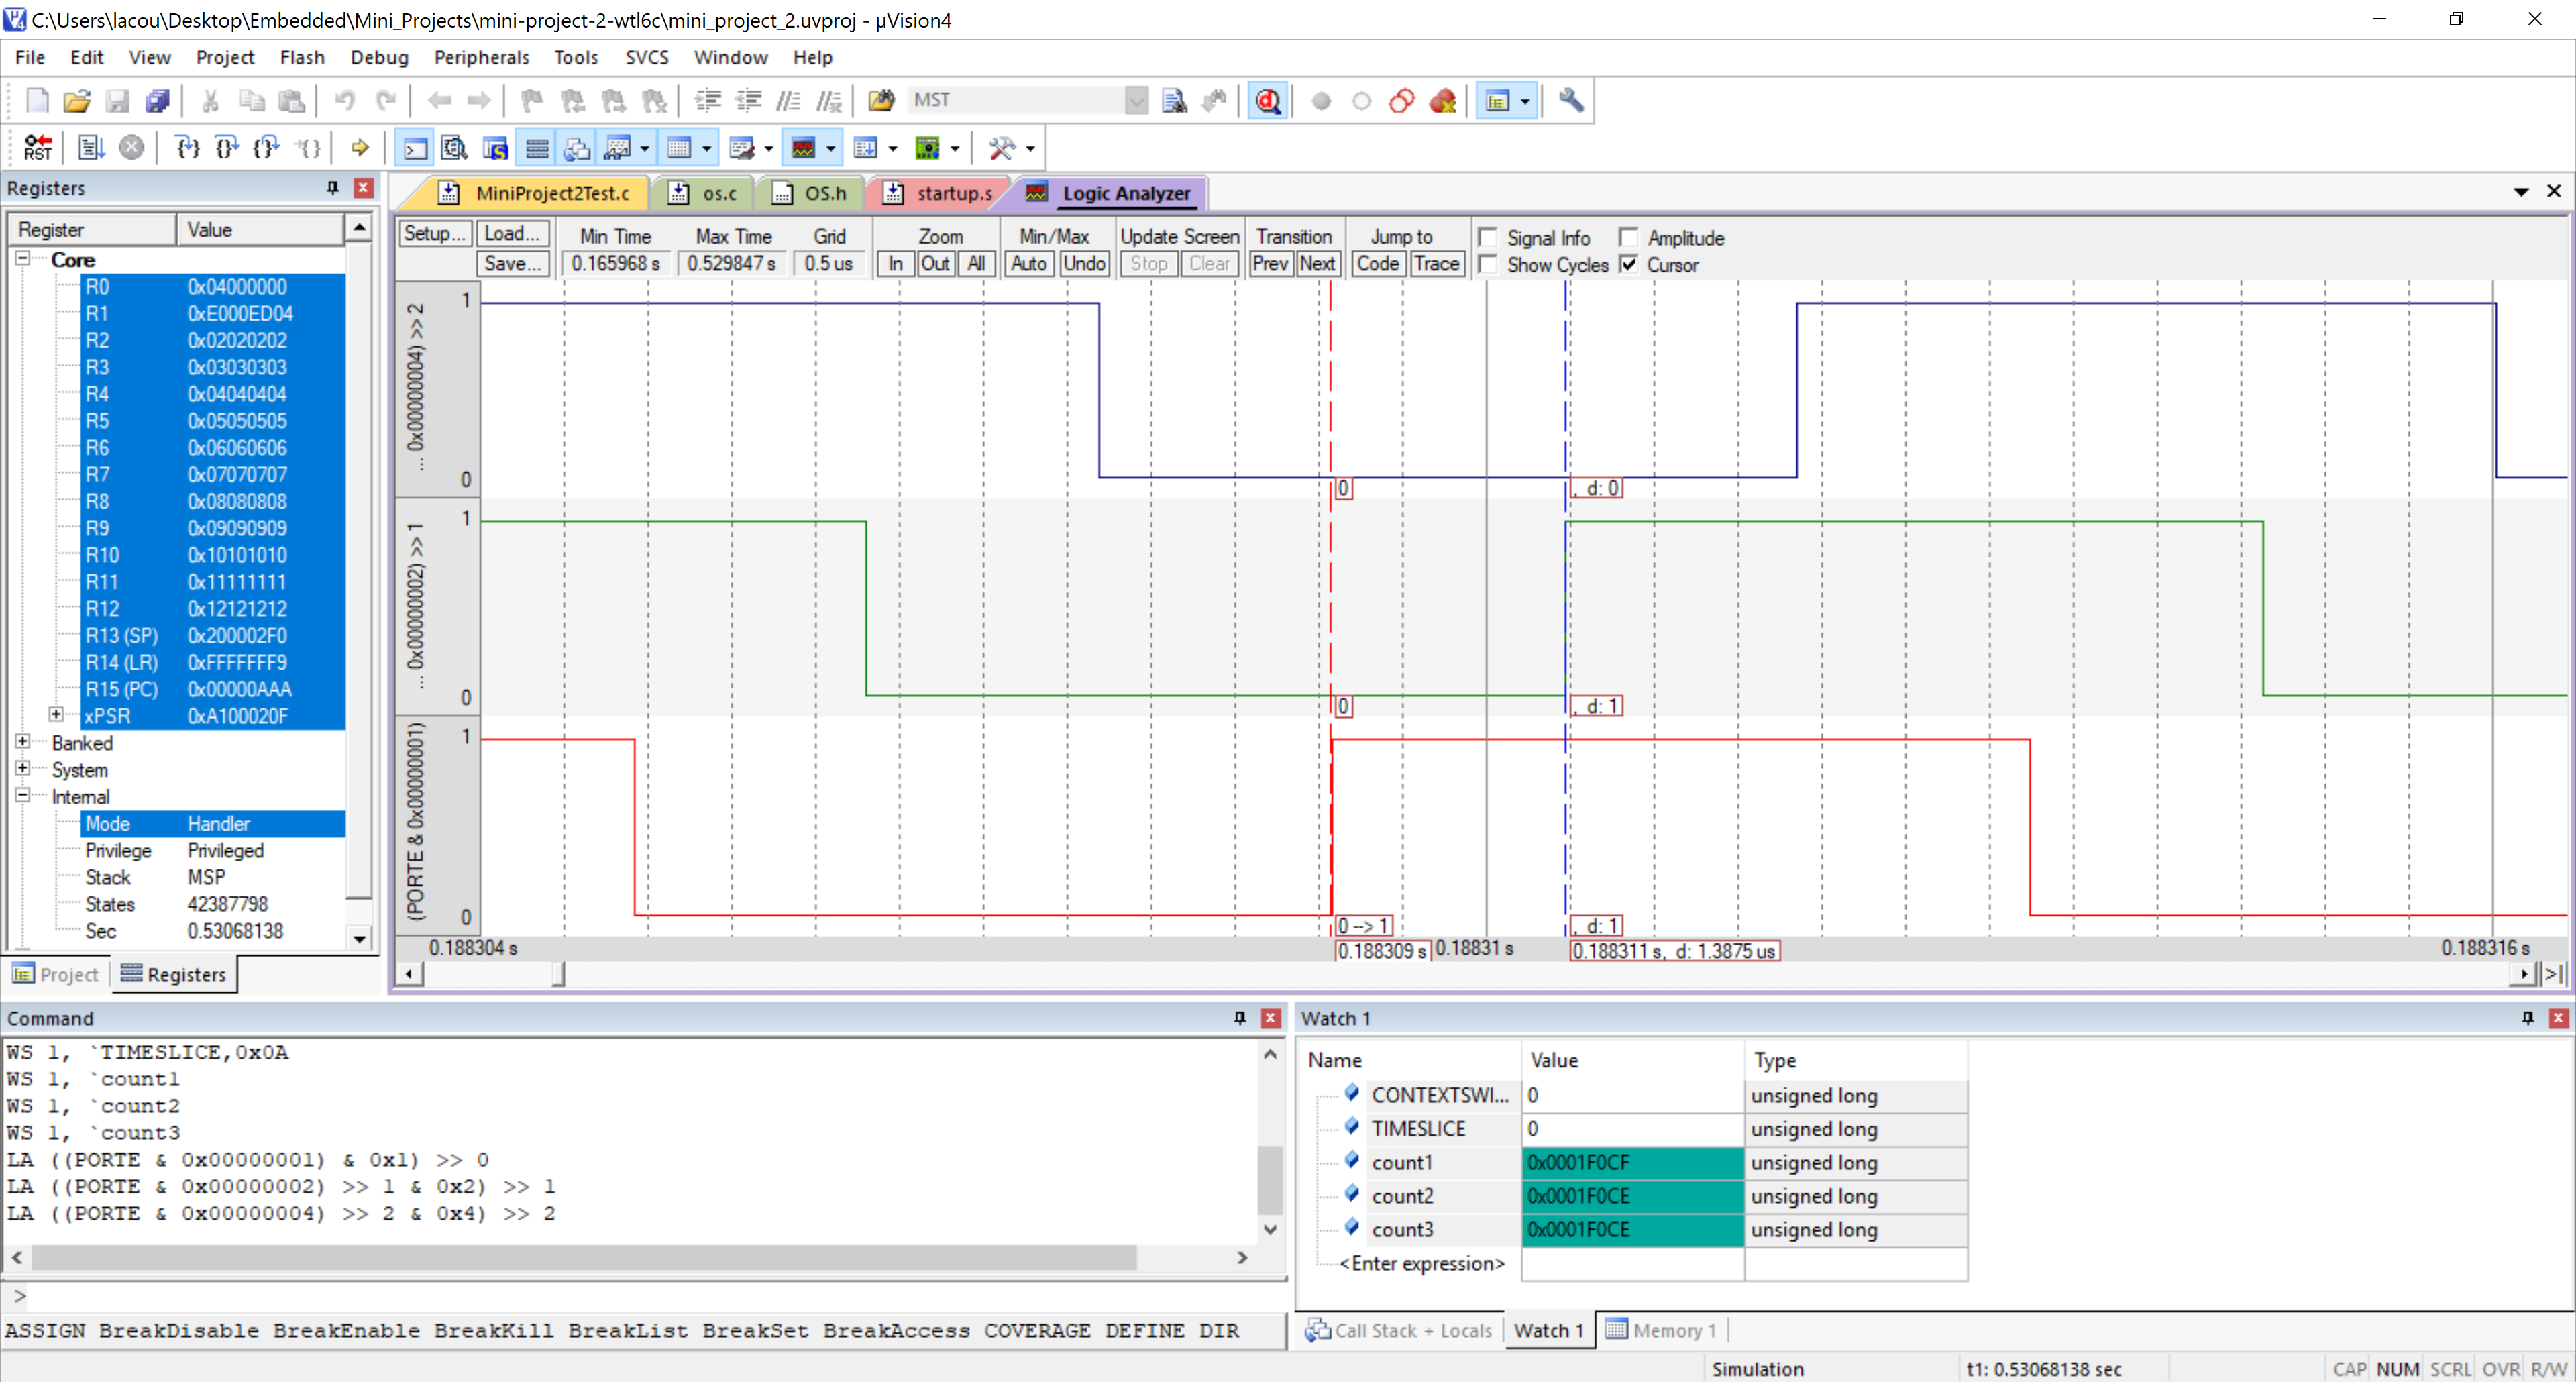 C:\Users\lacou\Desktop\Embedded\Mini_Projects\mini-project-2-wtl6c\mini_project_2.uvproj - µVision4
File Edit View Project Flash Debug Peripherals Tools SVCS Window Help
MST
RST
Registers
MiniProject2Test.c os.c OS.h startup.s Logic Analyzer
Register Value
Core
R0 0x04000000
R1 0xE000ED04
R2 0x02020202
R3 0x03030303
R4 0x04040404
R5 0x05050505
R6 0x06060606
R7 0x07070707
R8 0x08080808
R9 0x09090909
R10 0x10101010
R11 0x11111111
R12 0x12121212
R13 (SP) 0x200002F0
R14 (LR) 0xFFFFFFF9
R15 (PC) 0x00000AAA
xPSR 0xA100020F
Banked
System
Internal
Mode Handler
Privilege Privileged
Stack MSP
States 42387798
Sec 0.53068138
Project Registers
Setup... Load... Min Time Max Time Grid Zoom Min/Max Update Screen Transition Jump to Signal Info Amplitude
Save... 0.165968 s 0.529847 s 0.5 us In Out All Auto Undo Stop Clear Prev Next Code Trace Show Cycles Cursor
... 0x00000004) >> 2
1
0
0
, d: 0
... 0x00000002) >> 1
1
0
0
, d: 1
(PORTE & 0x00000001)
1
0
0 --> 1
, d: 1
0.188304 s 0.188309 s 0.18831 s 0.188311 s, d: 1.3875 us 0.188316 s
Command
WS 1, `TIMESLICE,0x0A
WS 1, `count1
WS 1, `count2
WS 1, `count3
LA ((PORTE & 0x00000001) & 0x1) >> 0
LA ((PORTE & 0x00000002) >> 1 & 0x2) >> 1
LA ((PORTE & 0x00000004) >> 2 & 0x4) >> 2
>
ASSIGN BreakDisable BreakEnable BreakKill BreakList BreakSet BreakAccess COVERAGE DEFINE DIR
Watch 1
Name Value Type
CONTEXTSWI... 0 unsigned long
TIMESLICE 0 unsigned long
count1 0x0001F0CF unsigned long
count2 0x0001F0CE unsigned long
count3 0x0001F0CE unsigned long
<Enter expression>
Call Stack + Locals Watch 1 Memory 1
Simulation t1: 0.53068138 sec CAP NUM SCRL OVR R/W